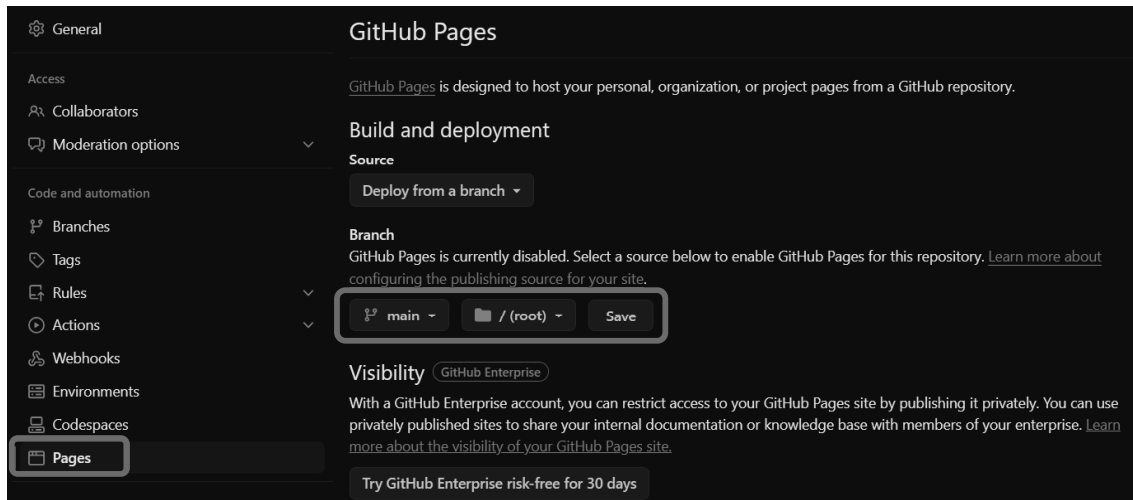 General
Access
Collaborators
Moderation options
Code and automation
Branches
Tags
Rules
Actions
Webhooks
Environments
Codespaces
Pages
GitHub Pages
GitHub Pages is designed to host your personal, organization, or project pages from a GitHub repository.
Build and deployment
Source
Deploy from a branch
Branch
GitHub Pages is currently disabled. Select a source below to enable GitHub Pages for this repository. Learn more about
configuring the publishing source for your site.
main / (root) Save
Visibility GitHub Enterprise
With a GitHub Enterprise account, you can restrict access to your GitHub Pages site by publishing it privately. You can use
privately published sites to share your internal documentation or knowledge base with members of your enterprise. Learn
more about the visibility of your GitHub Pages site.
Try GitHub Enterprise risk-free for 30 days